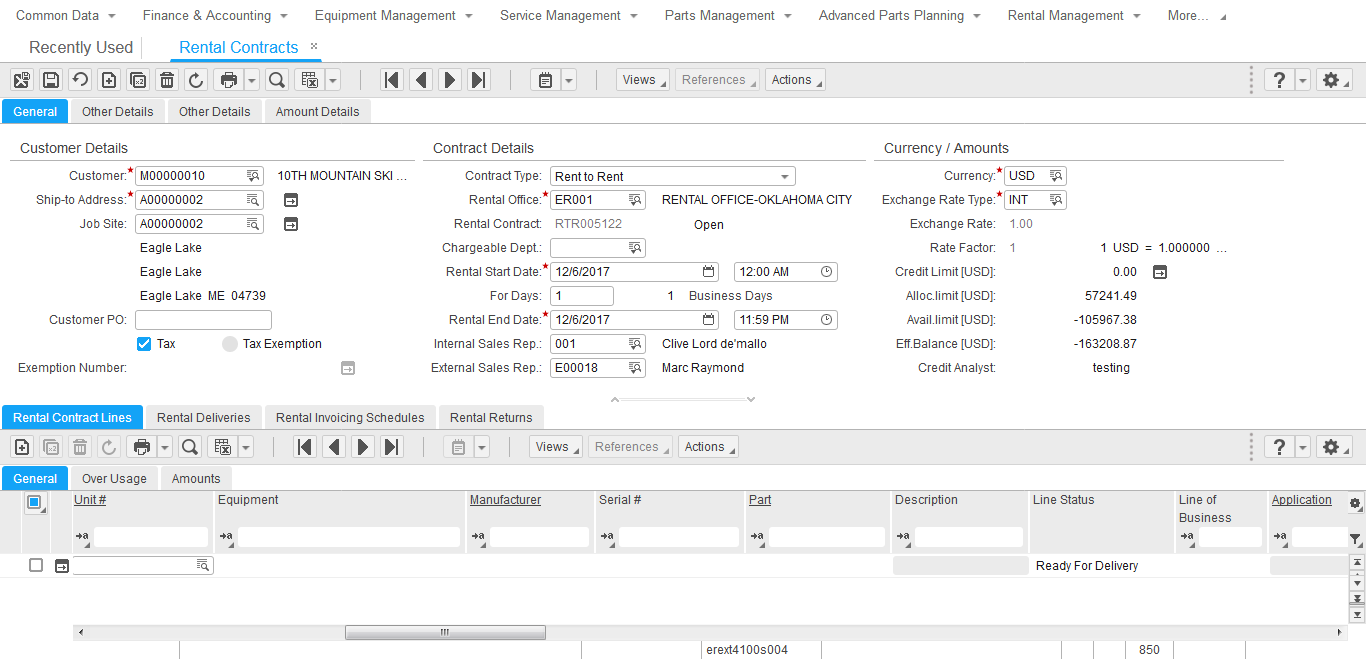 Common Data Finance & Accounting Equipment Management Service Management Parts Management Advanced Parts Planning Rental Management More...
Recently Used Rental Contracts ×
Views References Actions ?
General Other Details Other Details Amount Details
Customer Details Contract Details Currency / Amounts
Customer:* M00000010 10TH MOUNTAIN SKI ... Contract Type: Rent to Rent Currency:* USD
Ship-to Address:* A00000002 Rental Office:* ER001 RENTAL OFFICE-OKLAHOMA CITY Exchange Rate Type:* INT
Job Site: A00000002 Rental Contract: RTR005122 Open Exchange Rate: 1.00
Eagle Lake Chargeable Dept.: Rate Factor: 1 1 USD = 1.000000 ...
Eagle Lake Rental Start Date:* 12/6/2017 12:00 AM Credit Limit [USD]: 0.00
Eagle Lake ME 04739 For Days: 1 1 Business Days Alloc.limit [USD]: 57241.49
Customer PO: Rental End Date:* 12/6/2017 11:59 PM Avail.limit [USD]: -105967.38
Tax Tax Exemption Internal Sales Rep.: 001 Clive Lord de'mallo Eff.Balance [USD]: -163208.87
Exemption Number: External Sales Rep.: E00018 Marc Raymond Credit Analyst: testing
Rental Contract Lines Rental Deliveries Rental Invoicing Schedules Rental Returns
Views References Actions ?
General Over Usage Amounts
Unit # Equipment Manufacturer Serial # Part Description Line Status Line of Business Application
Ready For Delivery
erext4100s004 850